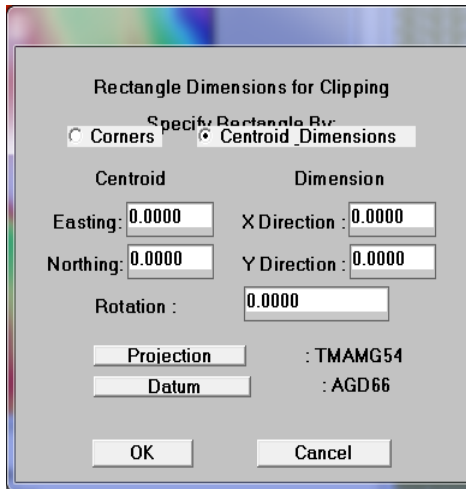 Rectangle Dimensions for Clipping
Specify Rectangle By:
Corners Centroid_Dimensions
Centroid Dimension
Easting: 0.0000 X Direction : 0.0000
Northing: 0.0000 Y Direction : 0.0000
Rotation : 0.0000
Projection : TMAMG54
Datum : AGD66
OK Cancel